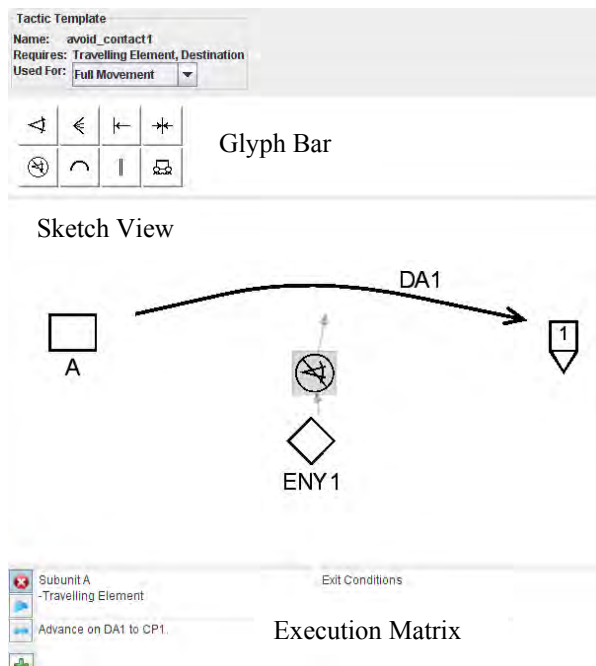 Tactic Template
Name: avoid_contact1
Requires: Travelling Element, Destination
Used For: Full Movement
Glyph Bar
Sketch View
DA1
1
A
ENY1
Subunit A
Exit Conditions
-Travelling Element
Advance on DA1 to CP1.
Execution Matrix